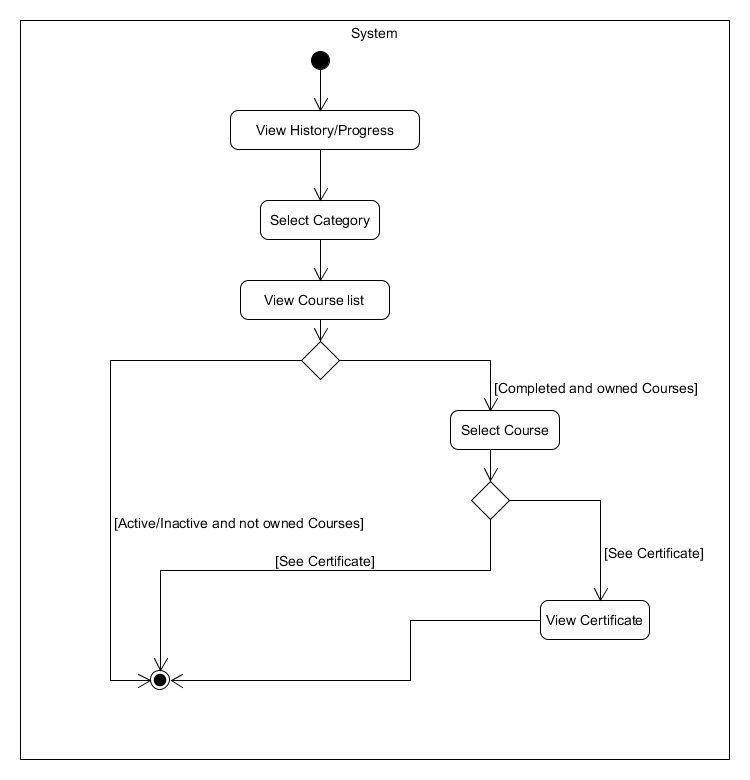 System
View History/Progress
Select Category
View Course list
[Completed and owned Courses]
Select Course
[Active/Inactive and not owned Courses]
[See Certificate]
[See Certificate]
View Certificate